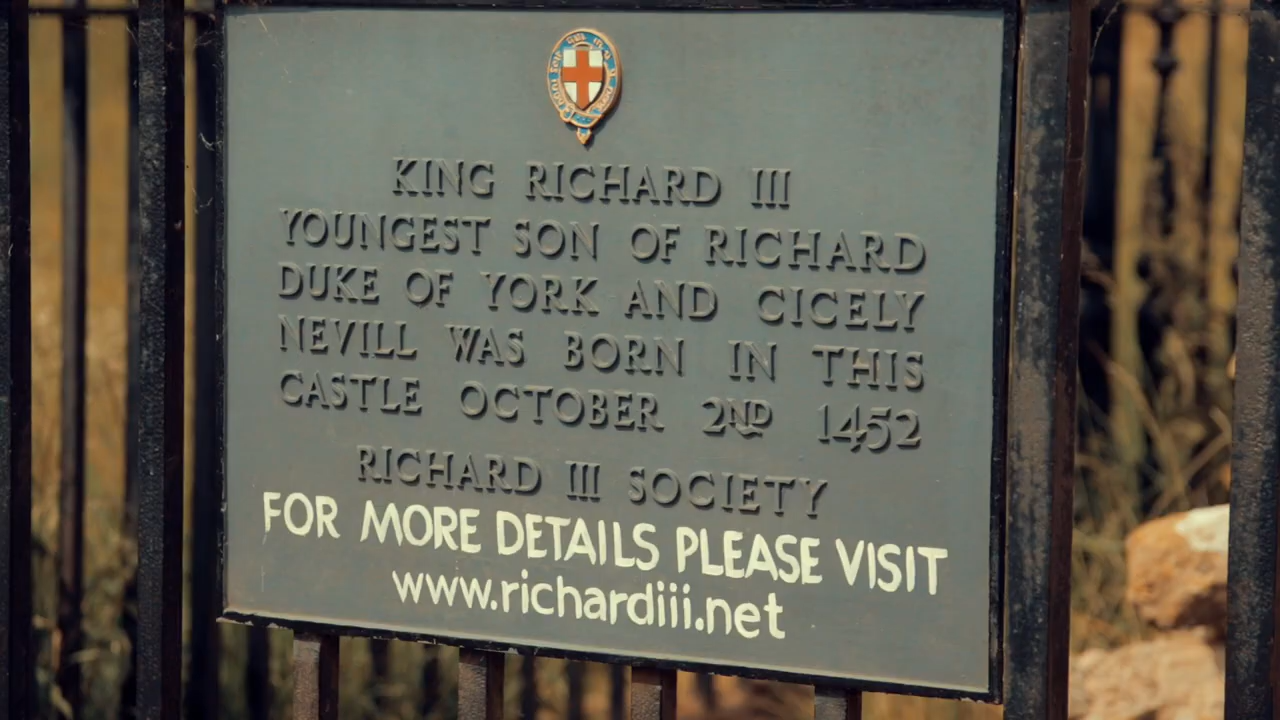 KING RICHARD III
YOUNGEST SON OF RICHARD
DUKE OF YORK AND CICELY
NEVILL WAS BORN IN THIS
CASTLE OCTOBER 2ND 1452
RICHARD III SOCIETY
FOR MORE DETAILS PLEASE VISIT
www.richardiii.net